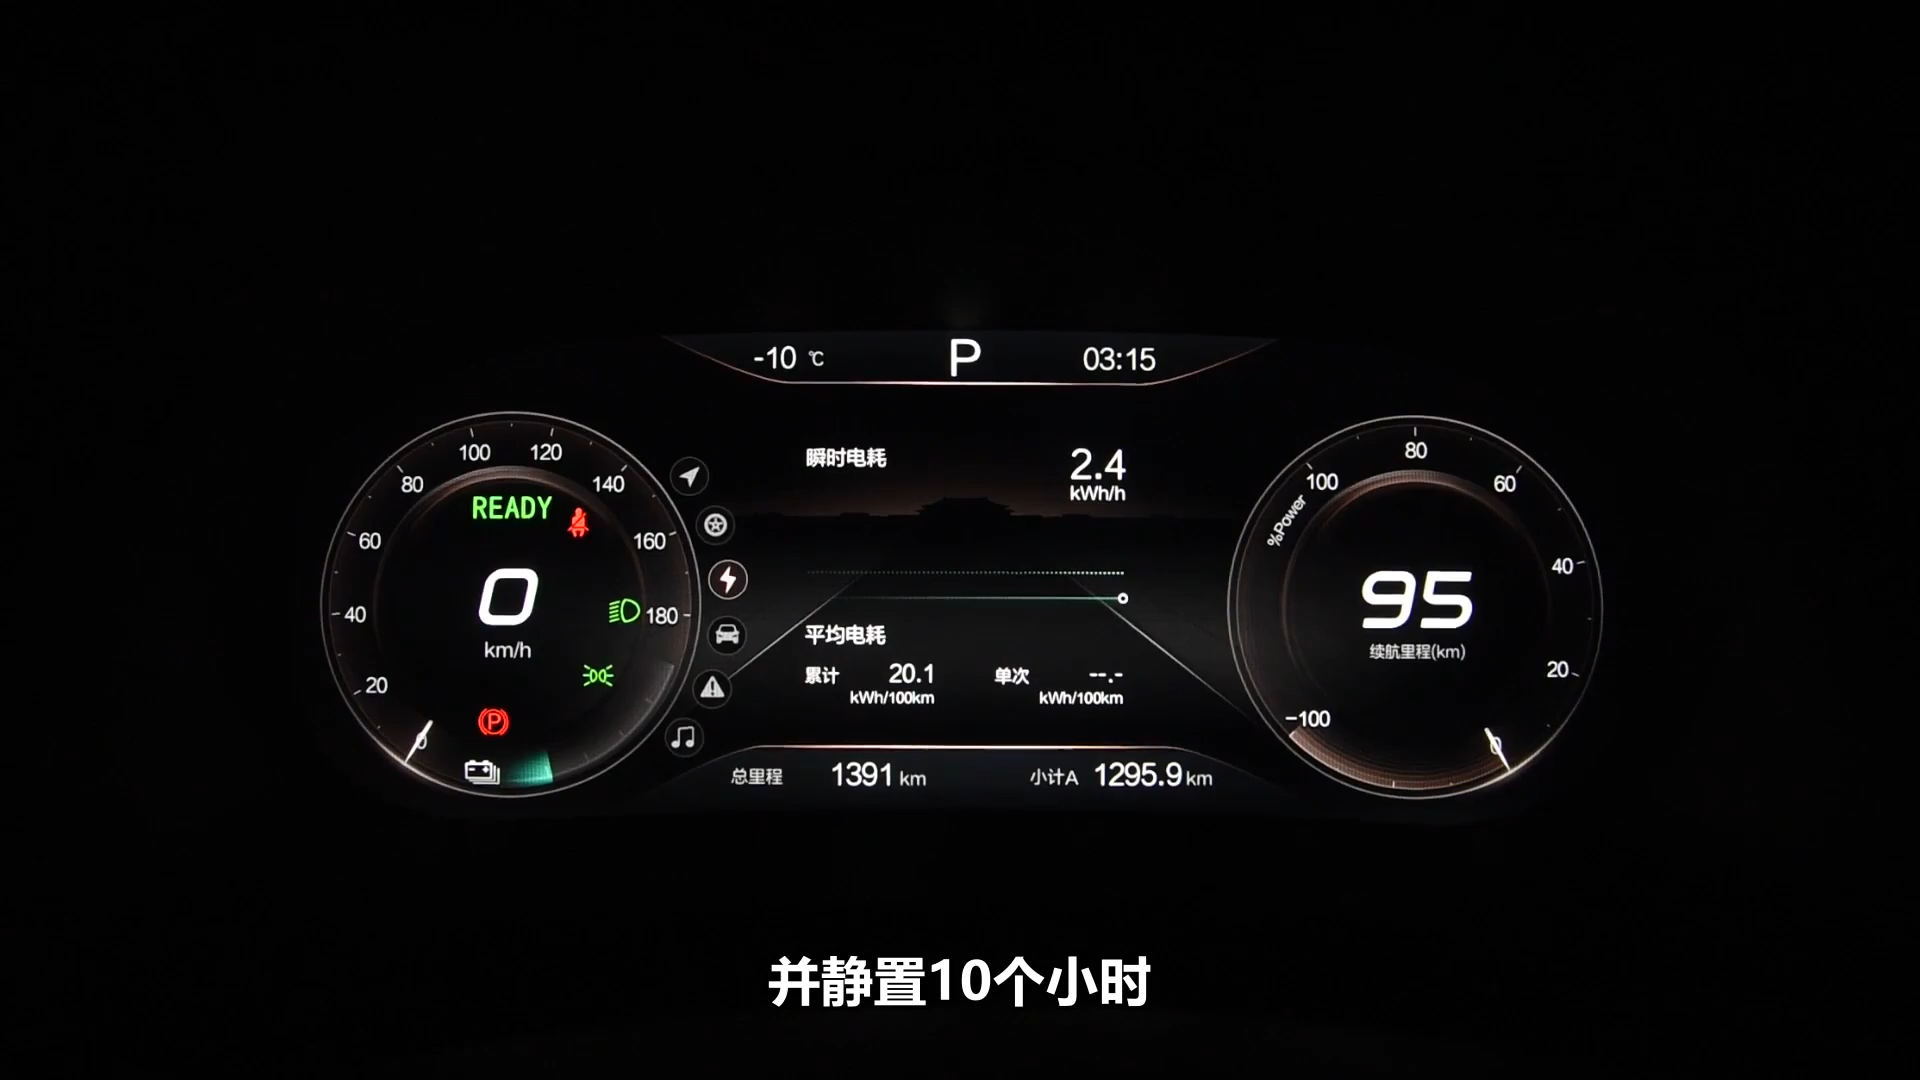 -10 ℃
P
03:15
100
120
80
140
READY
60
160
0
km/h
40
180
20
0
P
瞬时电耗
2.4
kWh/h
平均电耗
累计 20.1
kWh/100km
单次 --.-
kWh/100km
总里程 1391 km
小计A 1295.9 km
80
100
60
%Power
40
95
续航里程(km)
20
-100
0
并静置10个小时